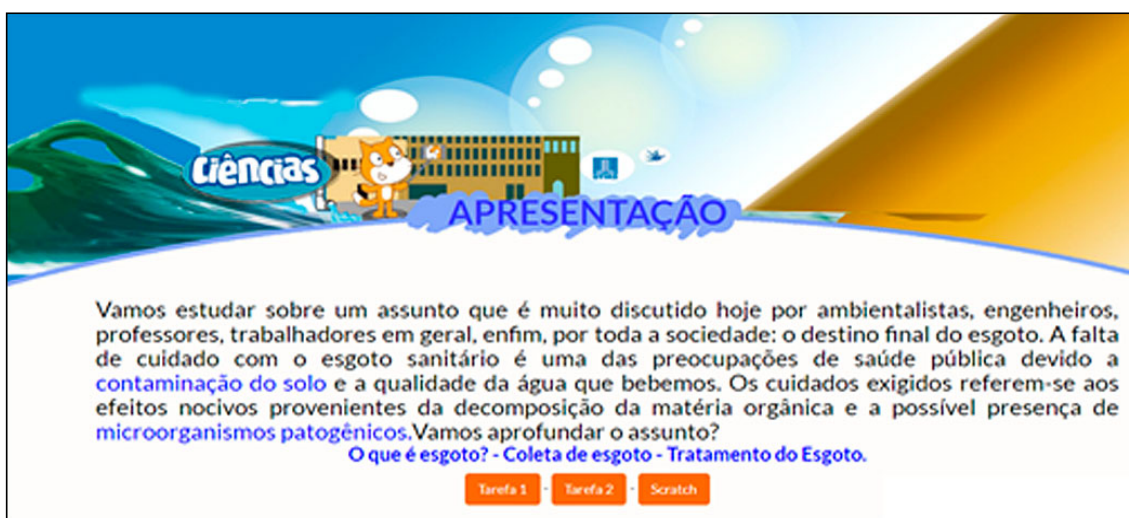 Ciências
APRESENTAÇÃO
Vamos estudar sobre um assunto que é muito discutido hoje por ambientalistas, engenheiros,
professores, trabalhadores em geral, enfim, por toda a sociedade: o destino final do esgoto. A falta
de cuidado com o esgoto sanitário é uma das preocupações de saúde pública devido a
contaminação do solo e a qualidade da água que bebemos. Os cuidados exigidos referem-se aos
efeitos nocivos provenientes da decomposição da matéria orgânica e a possível presença de
microorganismos patogênicos.Vamos aprofundar o assunto?
O que é esgoto? - Coleta de esgoto - Tratamento do Esgoto.
Tarefa 1 - Tarefa 2 - Scratch